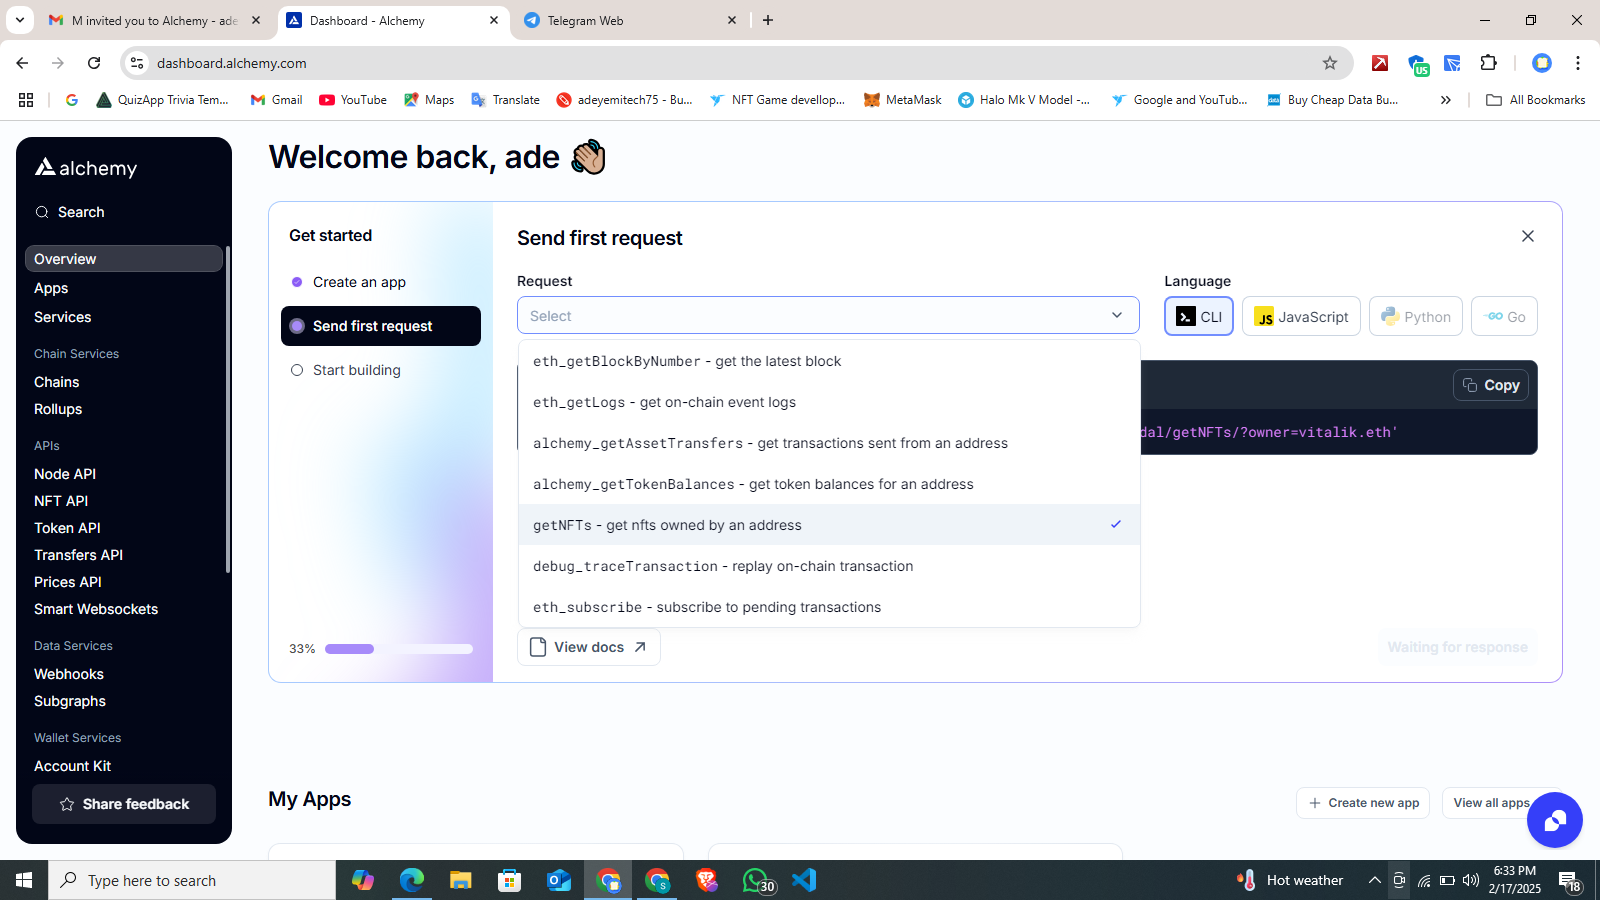 M invited you to Alchemy - ade
Dashboard - Alchemy
Telegram Web
dashboard.alchemy.com
US
QuizApp Trivia Tem...
Gmail
YouTube
Maps
Translate
adeyemitech75 - Bu...
NFT Game devellop...
MetaMask
Halo Mk V Model -...
Google and YouTub...
Buy Cheap Data Bu...
All Bookmarks
alchemy
Search
Overview
Apps
Services
Chain Services
Chains
Rollups
APIs
Node API
NFT API
Token API
Transfers API
Prices API
Smart Websockets
Data Services
Webhooks
Subgraphs
Wallet Services
Account Kit
Share feedback
Welcome back, ade
Get started
Create an app
Send first request
Start building
33%
Send first request
Request
Select
Language
CLI
JS JavaScript
Python
Go
eth_getBlockByNumber - get the latest block
eth_getLogs - get on-chain event logs
alchemy_getAssetTransfers - get transactions sent from an address
alchemy_getTokenBalances - get token balances for an address
getNFTs - get nfts owned by an address
debug_traceTransaction - replay on-chain transaction
eth_subscribe - subscribe to pending transactions
Copy
dal/getNFTs/?owner=vitalik.eth'
View docs
Waiting for response
My Apps
Create new app
View all apps
Type here to search
30
Hot weather
6:33 PM
2/17/2025
18